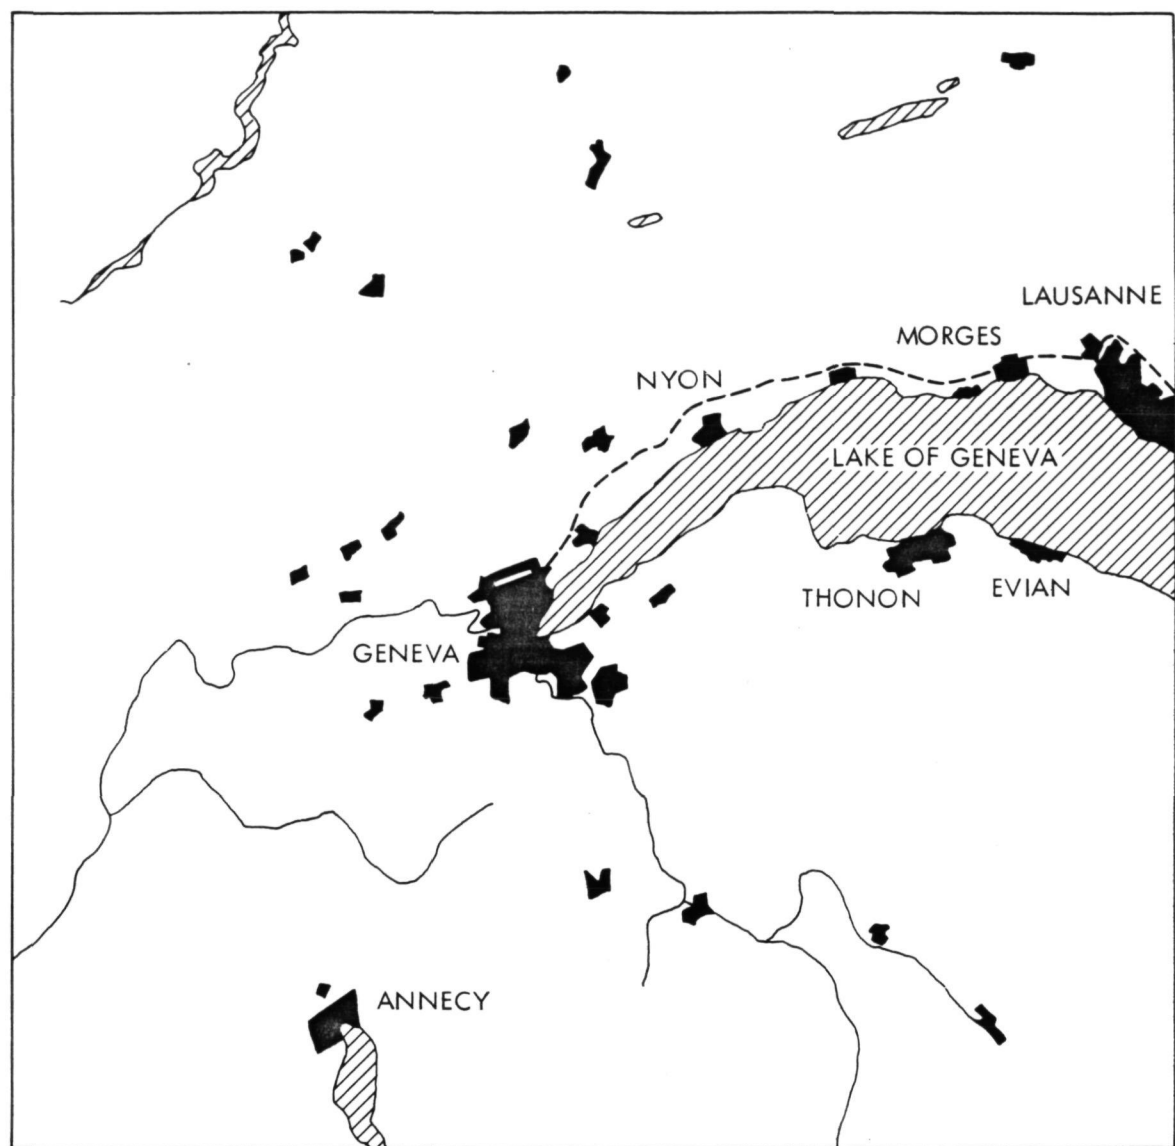 LAUSANNE
MORGES
NYON
LAKE OF GENEVA
THONON
EVIAN
GENEVA
ANNECY